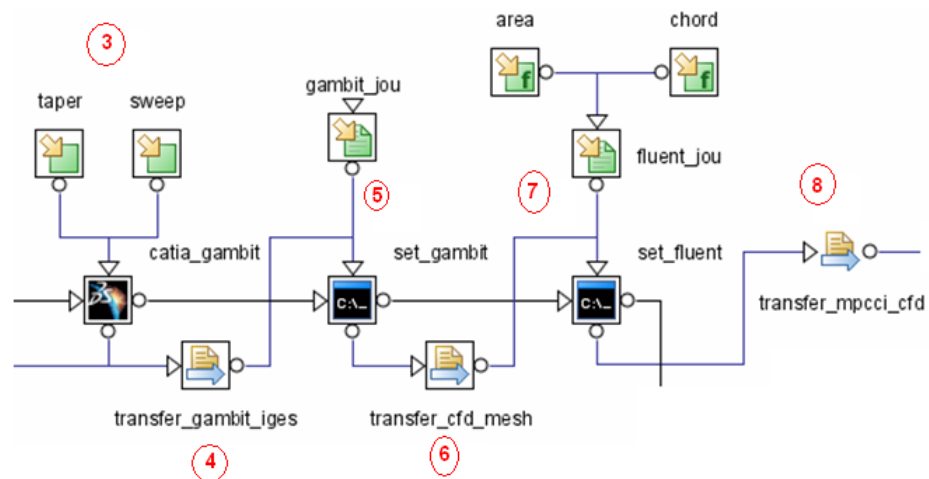 area
chord
3
gambit_jou
taper
sweep
fluent_jou
5
7
8
catia_gambit
set_gambit
set_fluent
C:\_
C:\_
transfer_mpcci_cfd
transfer_gambit_iges
transfer_cfd_mesh
4
6
f
f